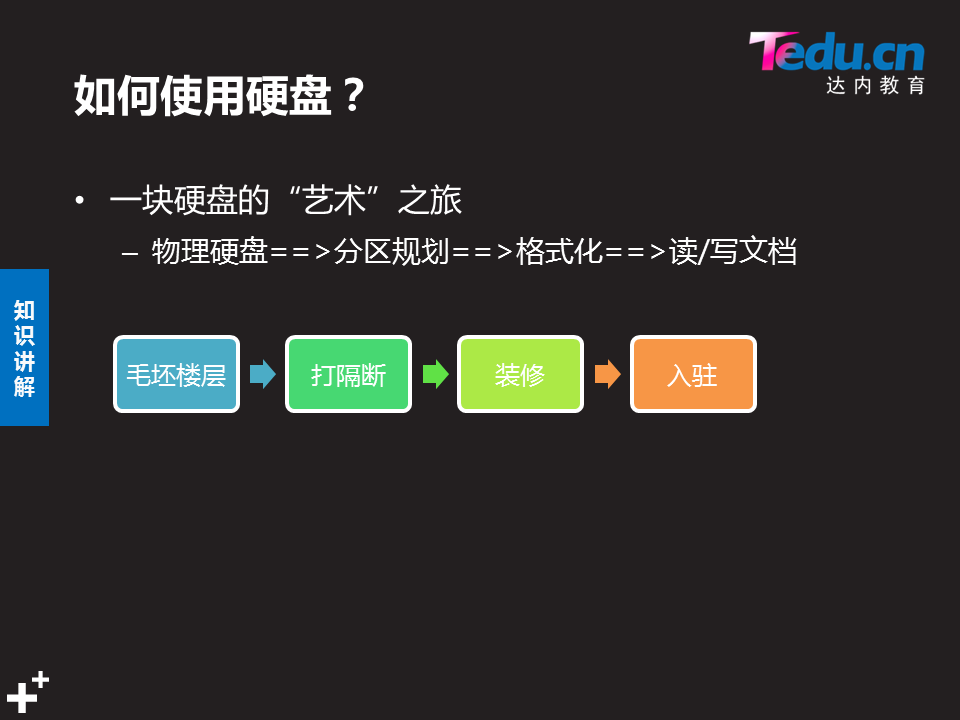 Tedu.cn
达内教育
如何使用硬盘？
• 一块硬盘的“艺术”之旅
– 物理硬盘==>分区规划==>格式化==>读/写文档
知识讲解
毛坯楼层
打隔断
装修
入驻